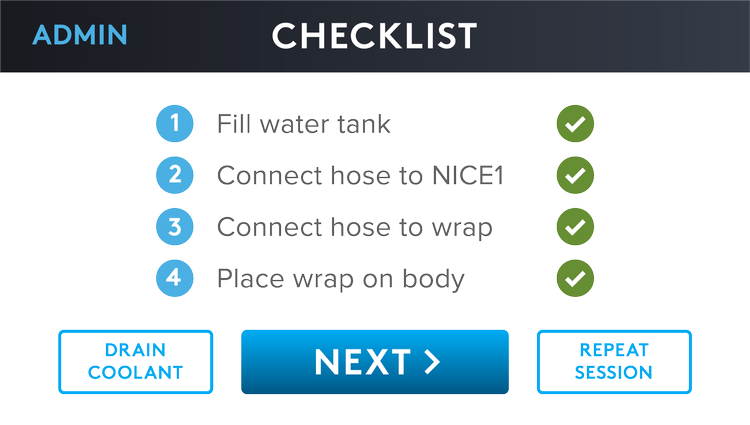 ADMIN
CHECKLIST
1 Fill water tank
2 Connect hose to NICE1
3 Connect hose to wrap
4 Place wrap on body
DRAIN
COOLANT
NEXT >
REPEAT
SESSION